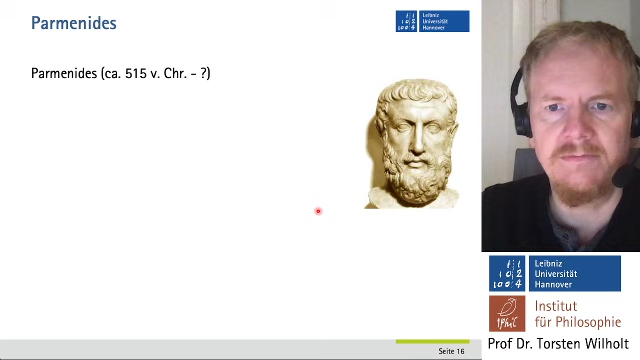 Parmenides
Leibniz
Universität
Hannover
Parmenides (ca. 515 v. Chr. - ?)
Seite 16
Leibniz
Universität
Hannover
Institut
für Philosophie
Prof Dr. Torsten Wilholt